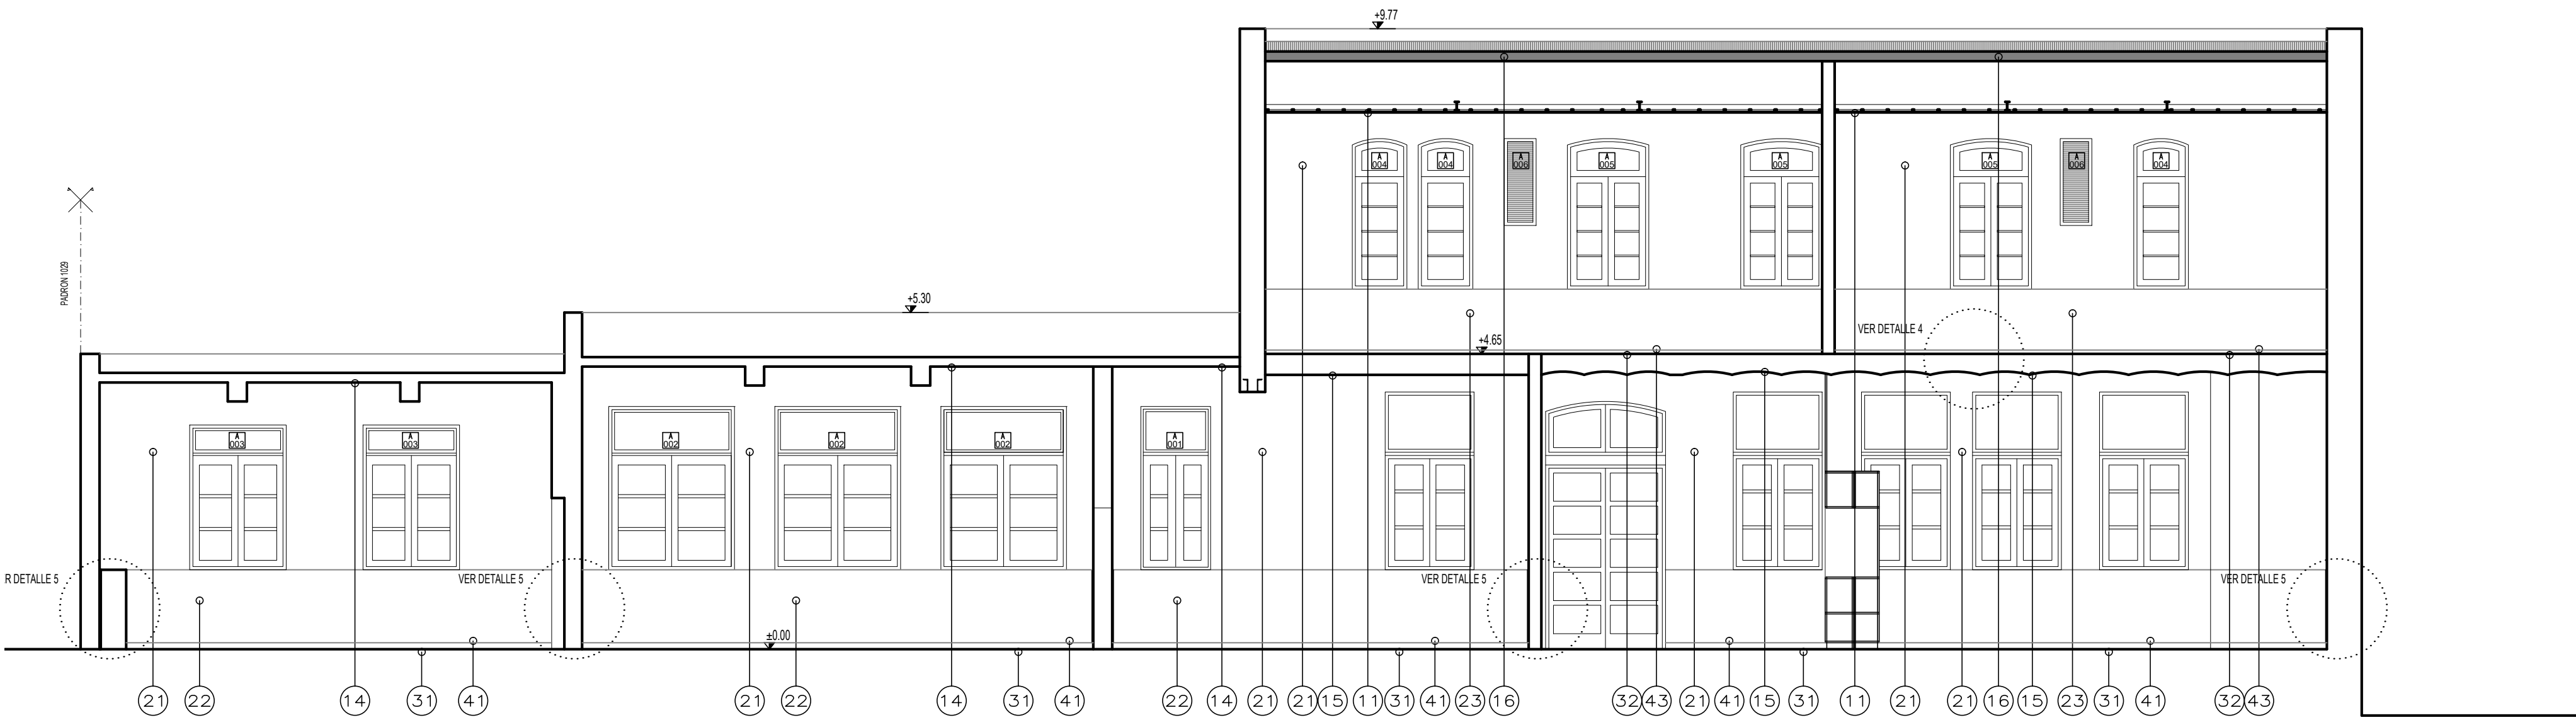 +9.77
A 004
A 004
A 006
A 005
A 005
A 005
A 006
A 004
PADRON 1029
+5.30
VER DETALLE 4
+4.65
A 003
A 003
A 002
A 002
A 002
A 001
R DETALLE 5
VER DETALLE 5
VER DETALLE 5
VER DETALLE 5
±0.00
21 22 14 31 41 21 22 14 31 41 22 14 21 21 15 11 31 41 23 16 32 43 21 41 15 31 11 21 21 16 15 23 31 41 32 43